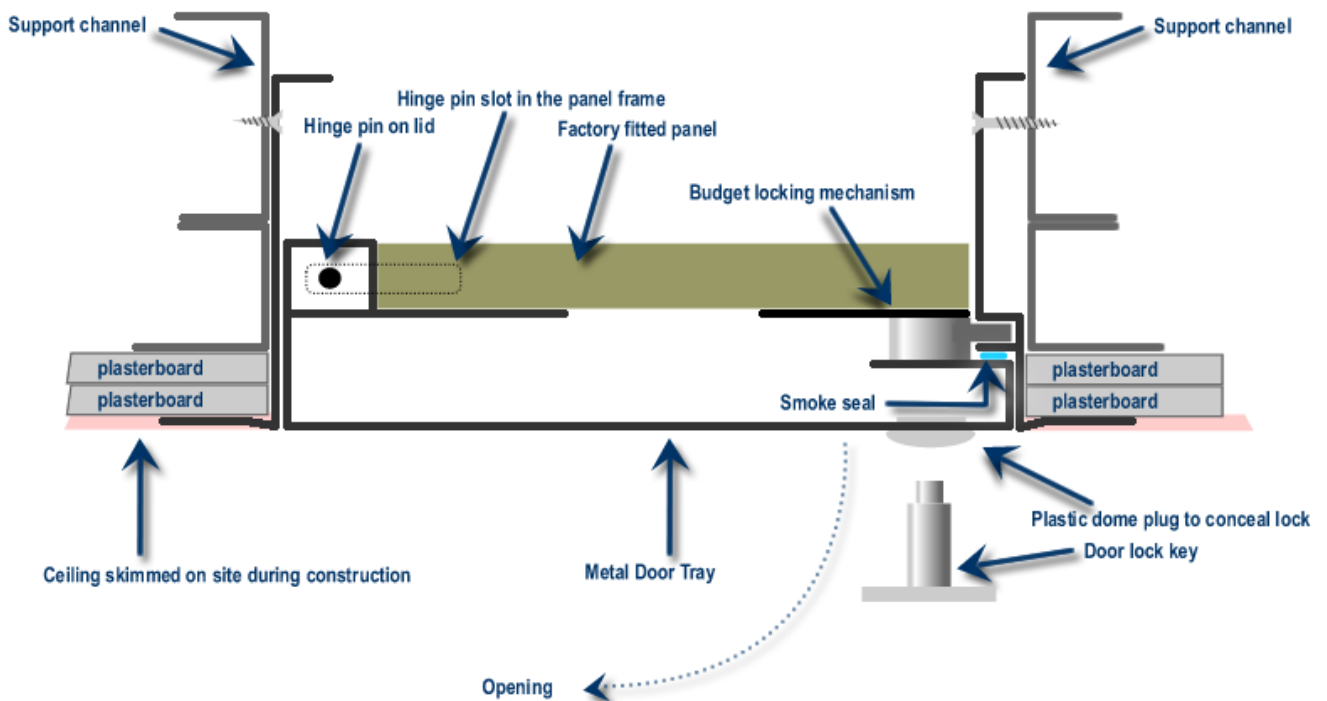 Support channel
Support channel
Hinge pin slot in the panel frame
Hinge pin on lid
Factory fitted panel
Budget locking mechanism
plasterboard
plasterboard
plasterboard
plasterboard
Smoke seal
Plastic dome plug to conceal lock
Door lock key
Ceiling skimmed on site during construction
Metal Door Tray
Opening